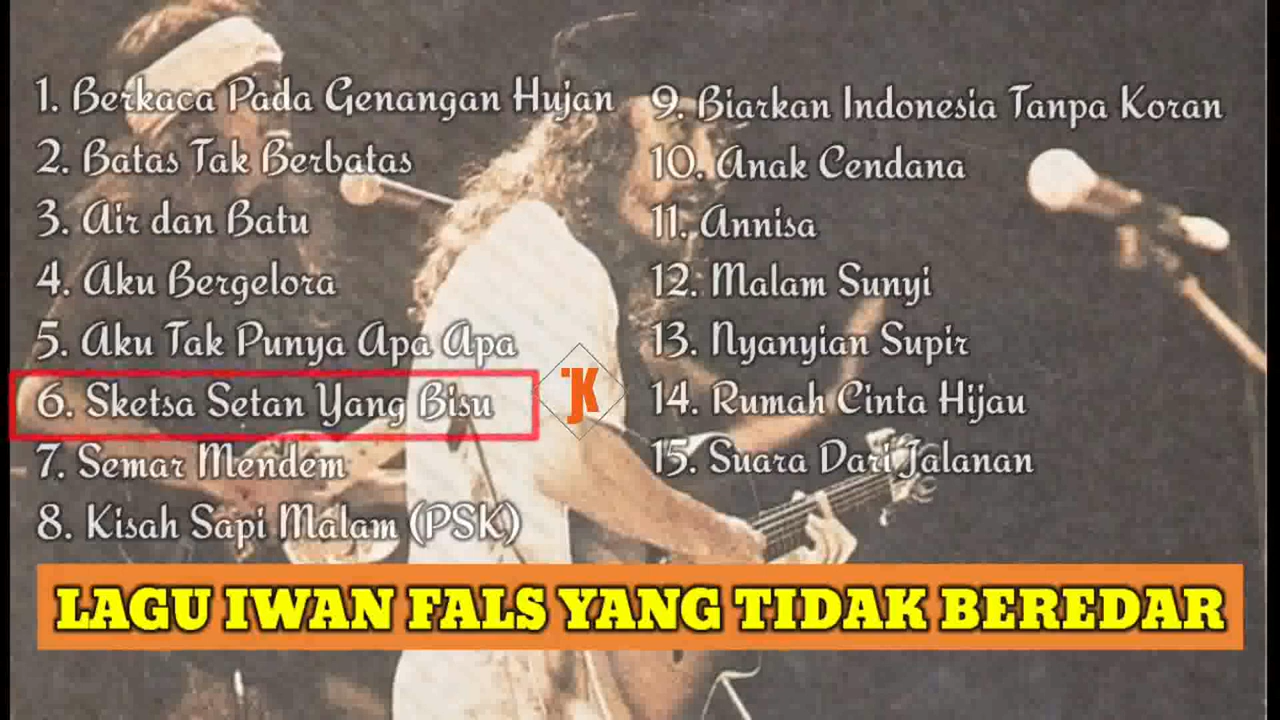 1. Berkaca Pada Genangan Hujan
2. Batas Tak Berbatas
3. Air dan Batu
4. Aku Bergelora
5. Aku Tak Punya Apa Apa
6. Sketsa Setan Yang Bisu
7. Semar Mendem
8. Kisah Sapi Malam (PSK)
9. Biarkan Indonesia Tanpa Koran
10. Anak Cendana
11. Annisa
12. Malam Sunyi
13. Nyanyian Supir
14. Rumah Cinta Hijau
15. Suara Dari Jalanan
JK
LAGU IWAN FALS YANG TIDAK BEREDAR